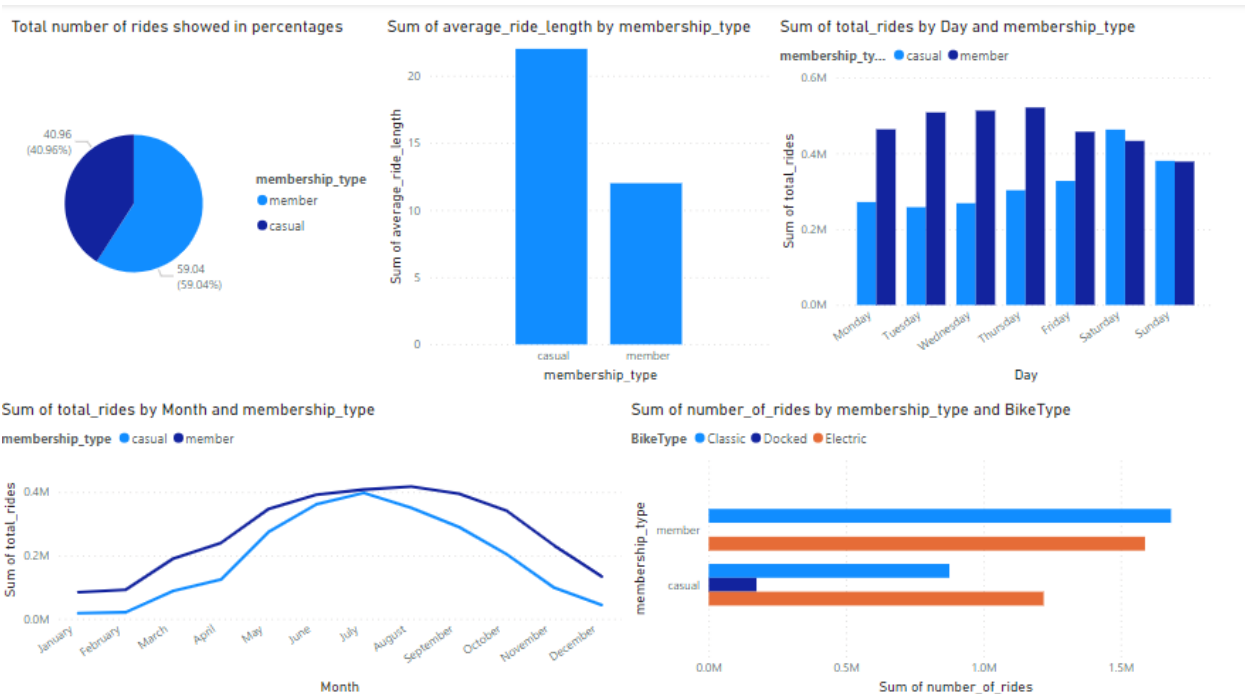 Total number of rides showed in percentages
40.96
(40.96%)
59.04
(59.04%)
membership_type
member
casual
Sum of average_ride_length by membership_type
Sum of average_ride_length
20
15
10
5
0
casual member
membership_type
Sum of total_rides by Day and membership_type
membership_ty... casual member
Sum of total_rides
0.6M
0.4M
0.2M
0.0M
Monday Tuesday Wednesday Thursday Friday Saturday Sunday
Day
Sum of total_rides by Month and membership_type
membership_type casual member
Sum of total_rides
0.4M
0.2M
0.0M
January February March April May June July August September October November December
Month
Sum of number_of_rides by membership_type and BikeType
BikeType Classic Docked Electric
membership_type
member
casual
0.0M 0.5M 1.0M 1.5M
Sum of number_of_rides